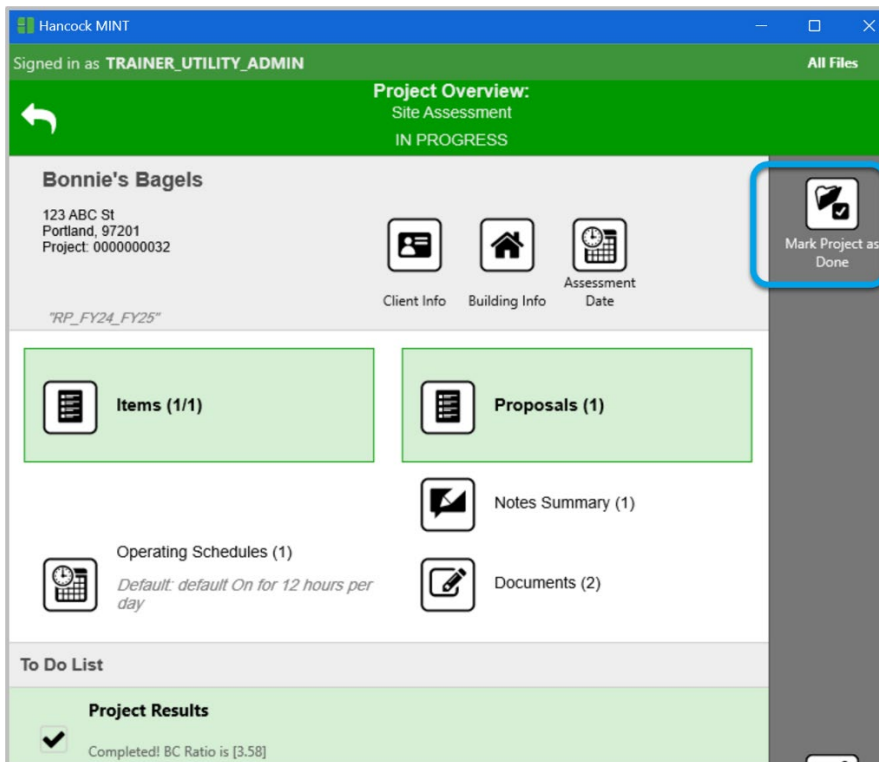 Hancock MINT
Signed in as TRAINER_UTILITY_ADMIN
All Files
Project Overview:
Site Assessment
IN PROGRESS
Bonnie's Bagels
123 ABC St
Portland, 97201
Project: 0000000032
"RP_FY24_FY25"
Client Info
Building Info
Assessment
Date
Mark Project as
Done
Items (1/1)
Proposals (1)
Notes Summary (1)
Operating Schedules (1)
Default: default On for 12 hours per
day
Documents (2)
To Do List
Project Results
Completed! BC Ratio is [3.58]